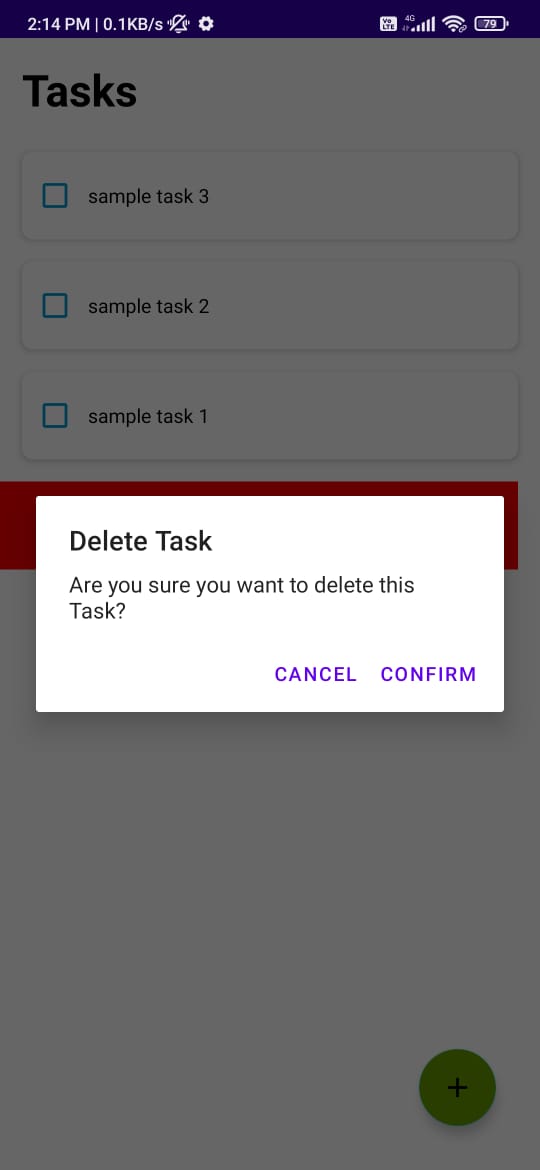 2:14 PM | 0.1KB/s
Vo LTE 4G 79
Tasks
sample task 3
sample task 2
sample task 1
Delete Task
Are you sure you want to delete this
Task?
CANCEL CONFIRM
+